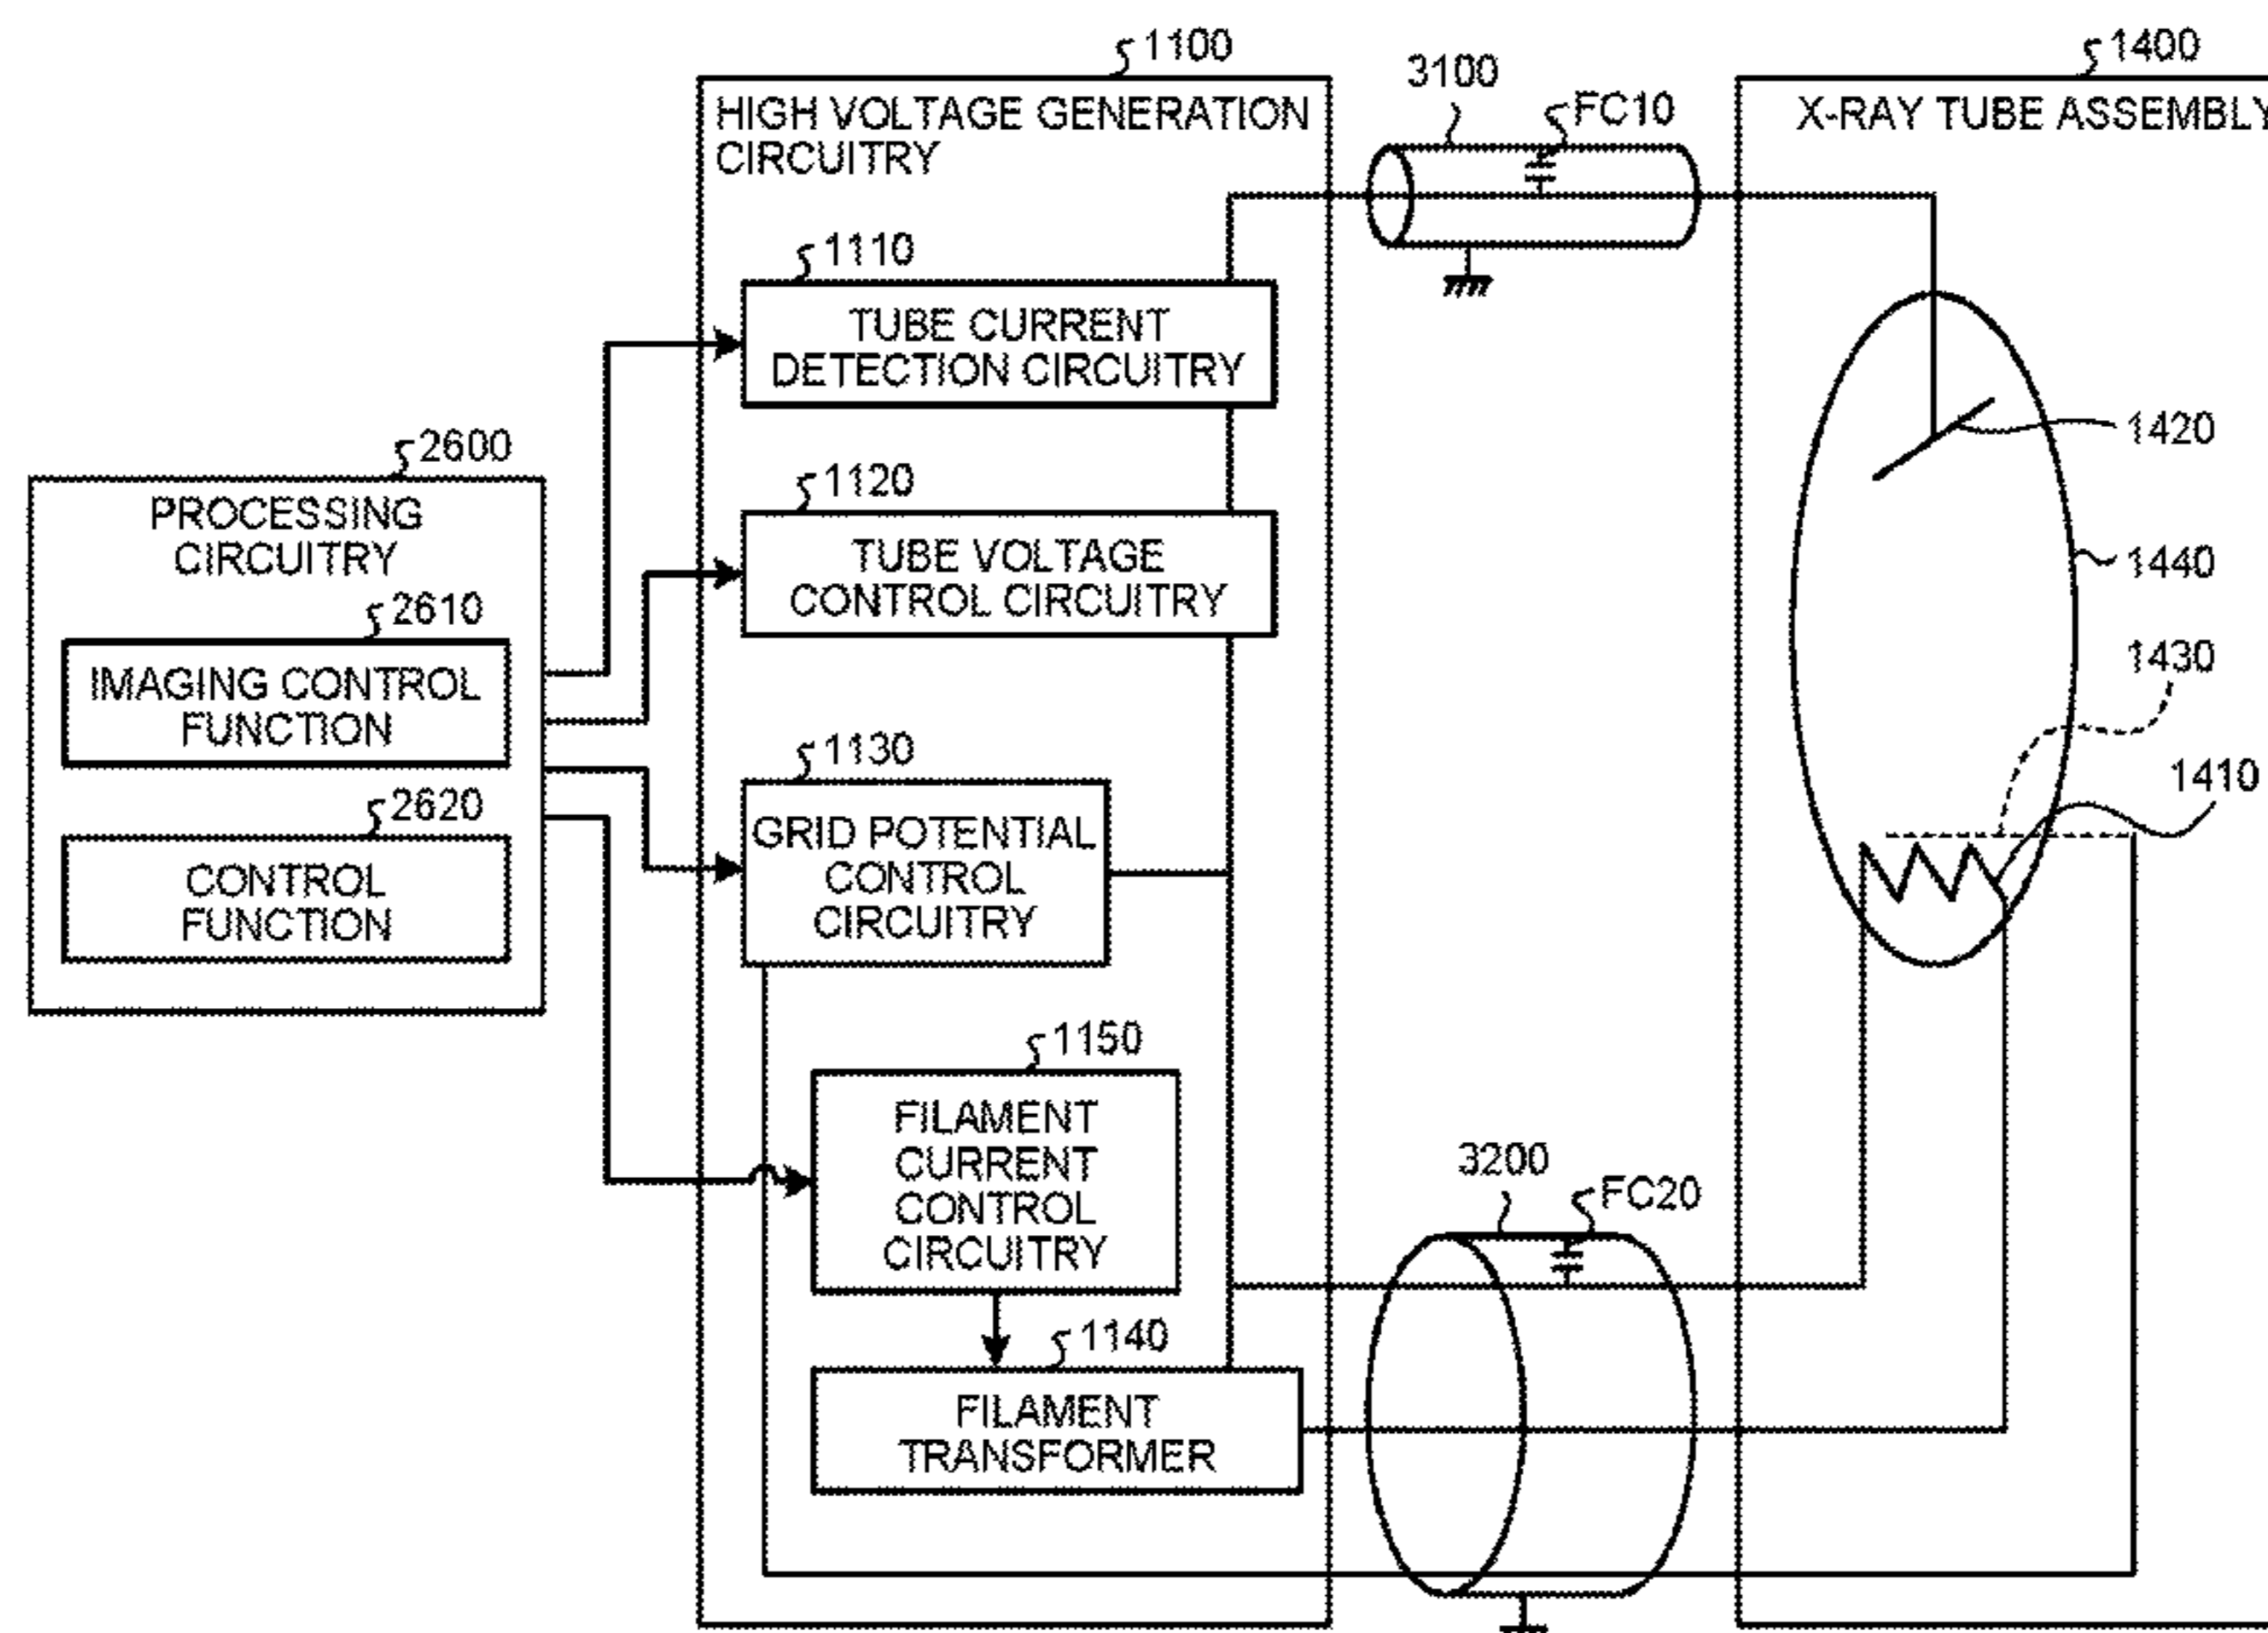 1100
HIGH VOLTAGE GENERATION
CIRCUITRY
3100
FC10
1400
X-RAY TUBE ASSEMBLY
1110
TUBE CURRENT
DETECTION CIRCUITRY
1420
2600
PROCESSING
CIRCUITRY
1120
TUBE VOLTAGE
CONTROL CIRCUITRY
1440
2610
IMAGING CONTROL
FUNCTION
1430
1130
GRID POTENTIAL
CONTROL
CIRCUITRY
1410
2620
CONTROL
FUNCTION
1150
FILAMENT
CURRENT
CONTROL
CIRCUITRY
3200
FC20
1140
FILAMENT
TRANSFORMER